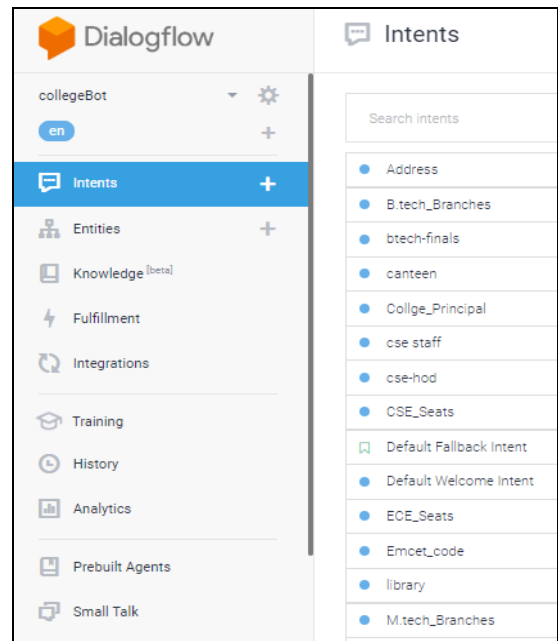 Dialogflow
collegeBot
en
Intents
Entities
Knowledge [beta]
Fulfillment
Integrations
Training
History
Analytics
Prebuilt Agents
Small Talk
Intents
Search intents
Address
B.tech_Branches
btech-finals
canteen
Collge_Principal
cse staff
cse-hod
CSE_Seats
Default Fallback Intent
Default Welcome Intent
ECE_Seats
Emcet_code
library
M.tech_Branches